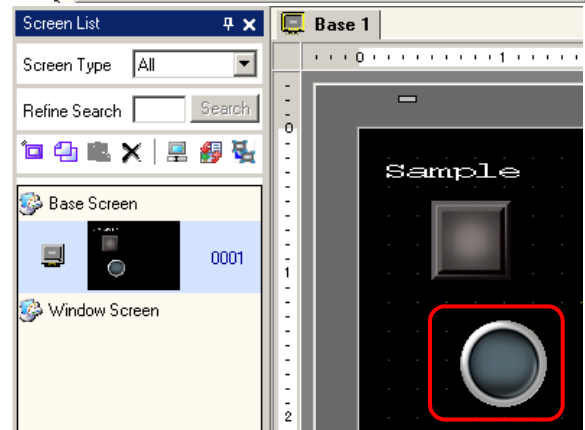 Screen List
Screen Type All
Refine Search Search
Base Screen
0001
Window Screen
Base 1
0 1
0
1
2
Sample